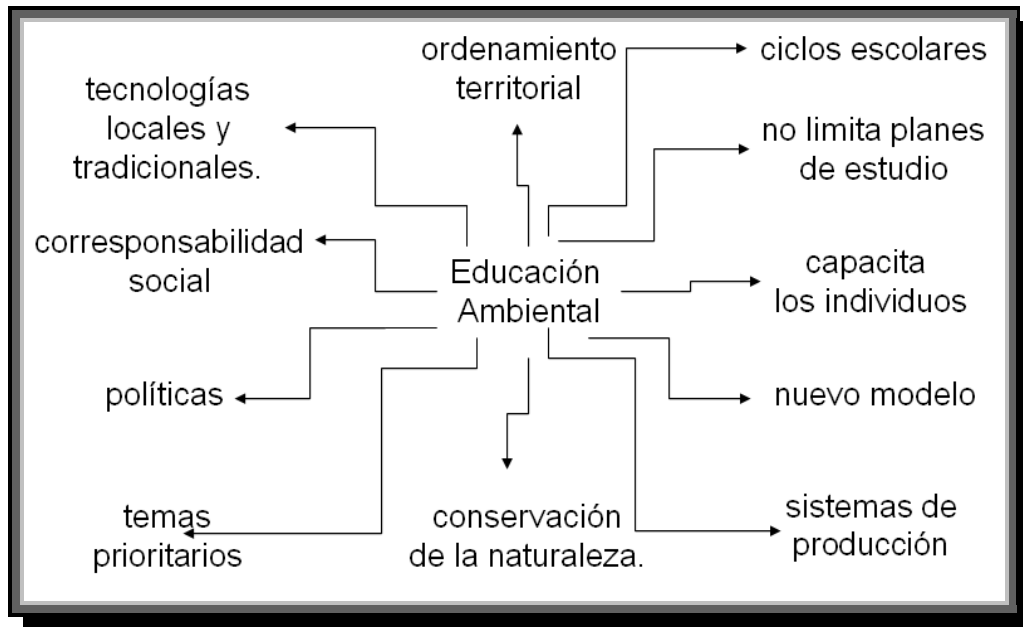 ordenamiento
territorial
ciclos escolares
tecnologías
locales y
tradicionales.
no limita planes
de estudio
corresponsabilidad
social
Educación
Ambiental
capacita
los individuos
políticas
nuevo modelo
temas
prioritarios
conservación
de la naturaleza.
sistemas de
producción